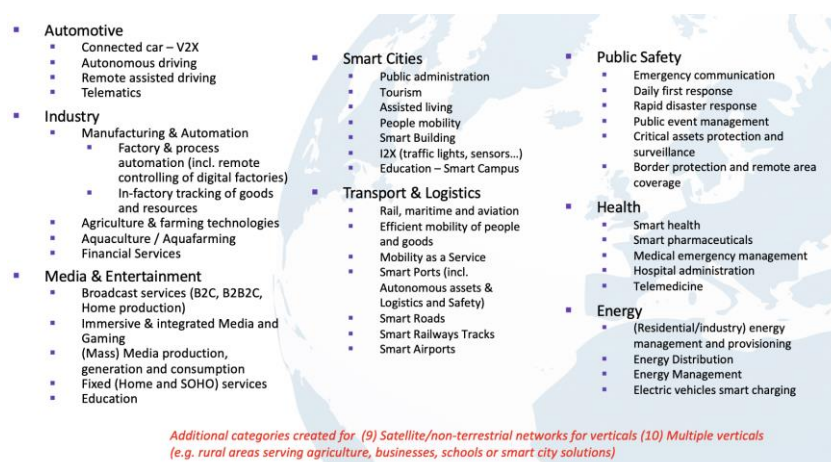 Automotive
Connected car – V2X
Autonomous driving
Remote assisted driving
Telematics
Industry
Manufacturing & Automation
Factory & process
automation (incl. remote
controlling of digital factories)
In-factory tracking of goods
and resources
Agriculture & farming technologies
Aquaculture / Aquafarming
Financial Services
Media & Entertainment
Broadcast services (B2C, B2B2C,
Home production)
Immersive & integrated Media and
Gaming
(Mass) Media production,
generation and consumption
Fixed (Home and SOHO) services
Education
Smart Cities
Public administration
Tourism
Assisted living
People mobility
Smart Building
I2X (traffic lights, sensors...)
Education – Smart Campus
Transport & Logistics
Rail, maritime and aviation
Efficient mobility of people
and goods
Mobility as a Service
Smart Ports (incl.
Autonomous assets &
Logistics and Safety)
Smart Roads
Smart Railways Tracks
Smart Airports
Public Safety
Emergency communication
Daily first response
Rapid disaster response
Public event management
Critical assets protection and
surveillance
Border protection and remote area
coverage
Health
Smart health
Smart pharmaceuticals
Medical emergency management
Hospital administration
Telemedicine
Energy
(Residential/industry) energy
management and provisioning
Energy Distribution
Energy Management
Electric vehicles smart charging
Additional categories created for (9) Satellite/non-terrestrial networks for verticals (10) Multiple verticals
(e.g. rural areas serving agriculture, businesses, schools or smart city solutions)